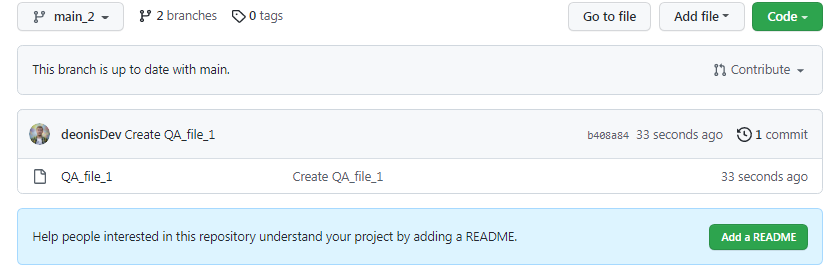 main_2 2 branches 0 tags Go to file Add file Code
This branch is up to date with main. Contribute
deonisDev Create QA_file_1 b408a84 33 seconds ago 1 commit
QA_file_1 Create QA_file_1 33 seconds ago
Help people interested in this repository understand your project by adding a README. Add a README